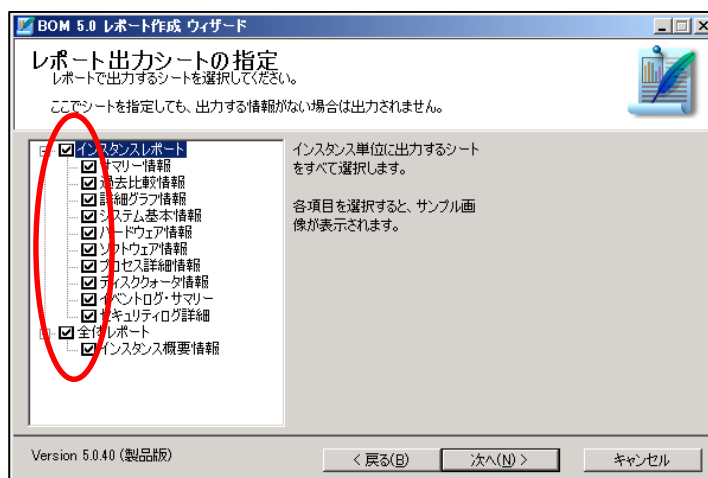 BOM 5.0 レポート作成 ウィザード
レポート出力シートの指定
レポートで出力するシートを選択してください。
ここでシートを指定しても、出力する情報がない場合は出力されません。
インスタンスレポート
サマリー情報
過去比較情報
詳細グラフ情報
システム基本情報
ハードウェア情報
ソフトウェア情報
プロセス詳細情報
ディスククォータ情報
イベントログ・サマリー
セキュリティログ詳細
全体レポート
インスタンス概要情報
インスタンス単位に出力するシート
をすべて選択します。
各項目を選択すると、サンプル画
像が表示されます。
Version 5.0.40 (製品版)
< 戻る(B)
次へ(N) >
キャンセル